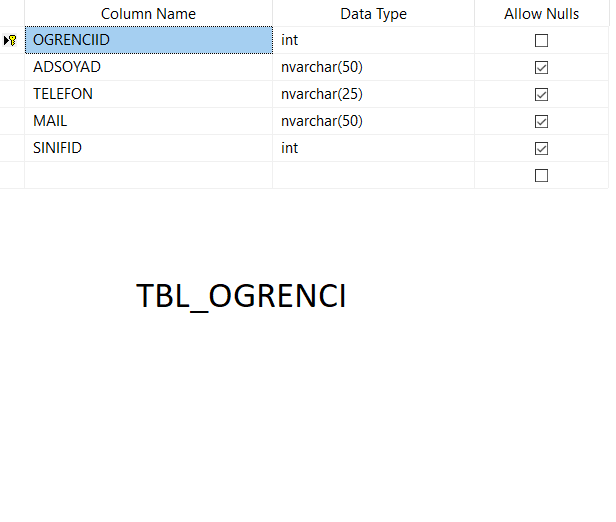 Column Name Data Type Allow Nulls
OGRENCIID int
ADSOYAD nvarchar(50)
TELEFON nvarchar(25)
MAIL nvarchar(50)
SINIFID int
TBL_OGRENCI